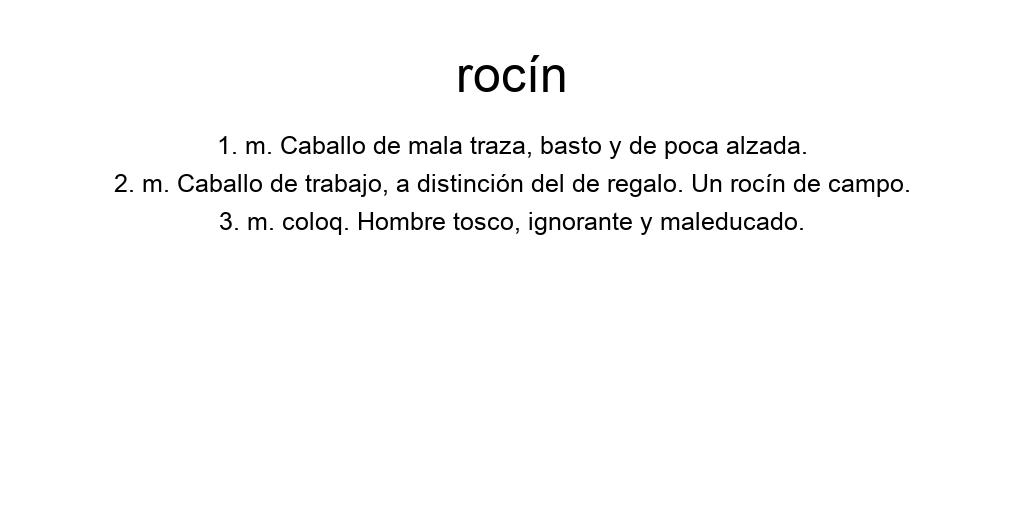 rocín
1. m. Caballo de mala traza, basto y de poca alzada.
2. m. Caballo de trabajo, a distinción del de regalo. Un rocín de campo.
3. m. coloq. Hombre tosco, ignorante y maleducado.